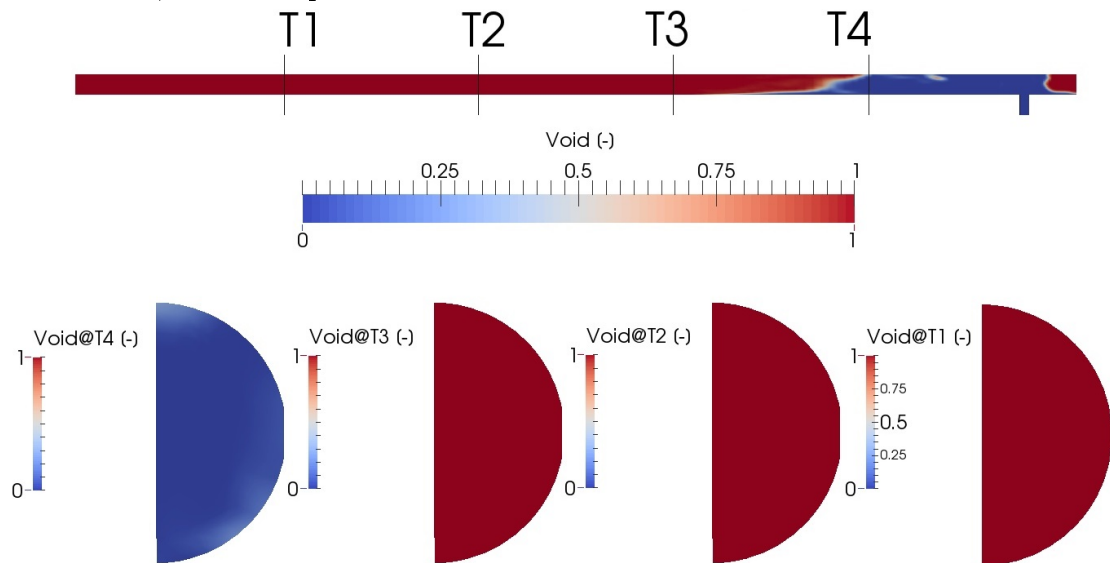 T1 T2 T3 T4
Void (-)
0.25 0.5 0.75 1
0 1
Void@T4 (-) Void@T3 (-) Void@T2 (-) Void@T1 (-)
1 1 1 1
0.75
0.5
0.25
0 0 0 0